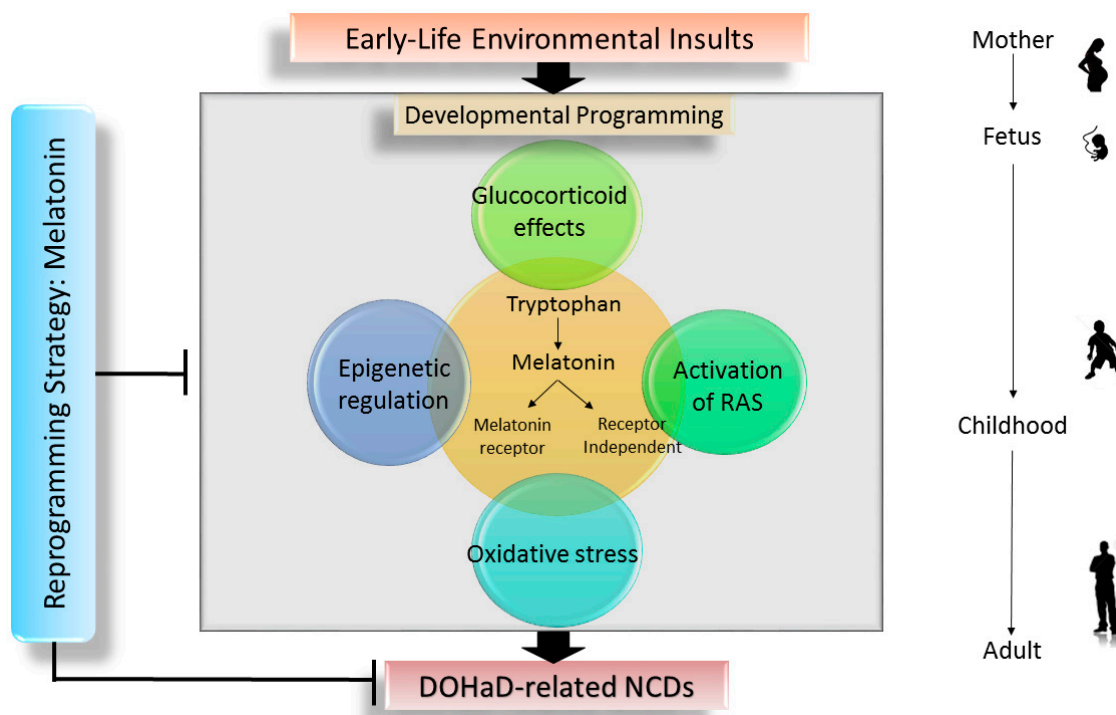 Early-Life Environmental Insults
Developmental Programming
Glucocorticoid
effects
Tryptophan
Melatonin
Melatonin
receptor
Receptor
Independent
Epigenetic
regulation
Activation
of RAS
Oxidative stress
DOHaD-related NCDs
Reprogramming Strategy: Melatonin
Mother
Fetus
Childhood
Adult